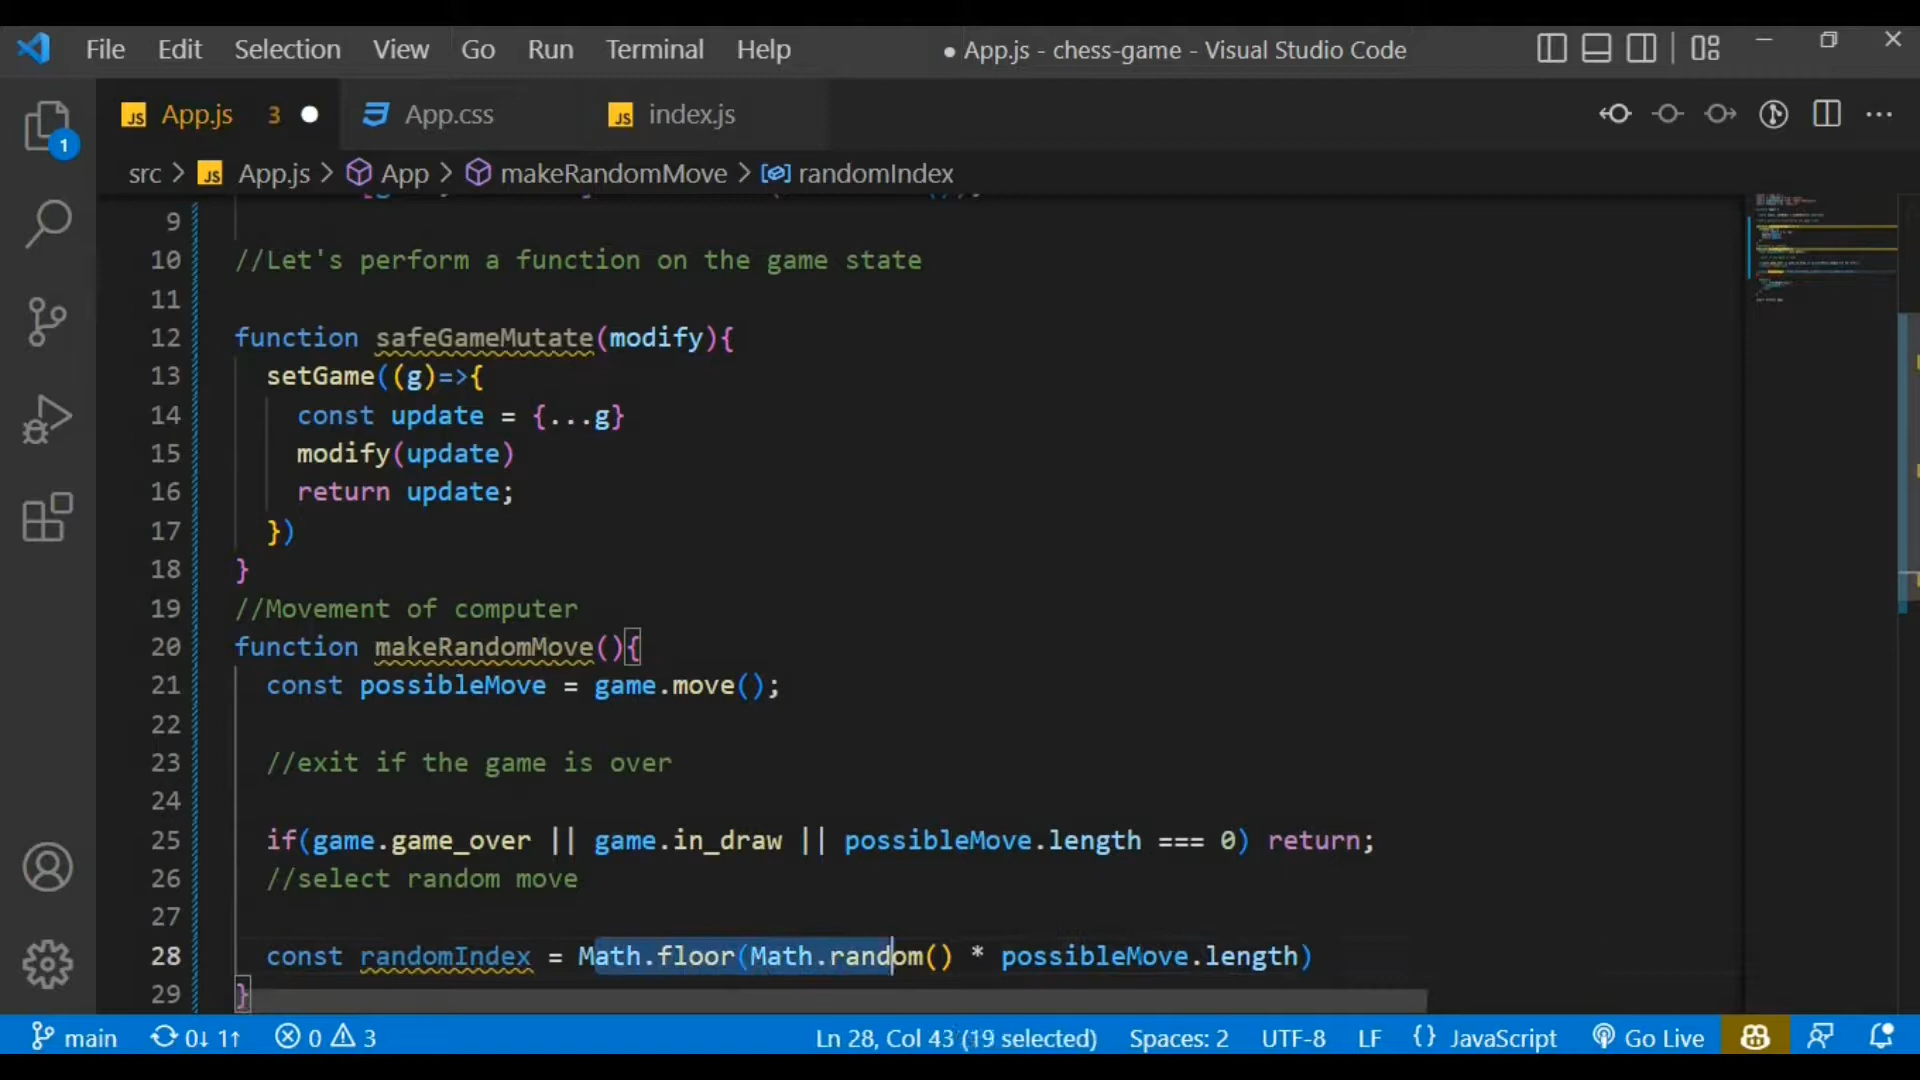 File Edit Selection View Go Run Terminal Help ● App.js - chess-game - Visual Studio Code
JS App.js 3 ● App.css JS index.js
1
src > JS App.js > App > makeRandomMove > randomIndex
9
10 //Let's perform a function on the game state
11
12 function safeGameMutate(modify){
13 setGame((g)=>{
14 const update = {...g}
15 modify(update)
16 return update;
17 })
18 }
19 //Movement of computer
20 function makeRandomMove(){
21 const possibleMove = game.move();
22
23 //exit if the game is over
24
25 if(game.game_over || game.in_draw || possibleMove.length === 0) return;
26 //select random move
27
28 const randomIndex = Math.floor(Math.random() * possibleMove.length)
29 }
main 0↓ 1↑ 0 3 Ln 28, Col 43 (19 selected) Spaces: 2 UTF-8 LF {} JavaScript Go Live